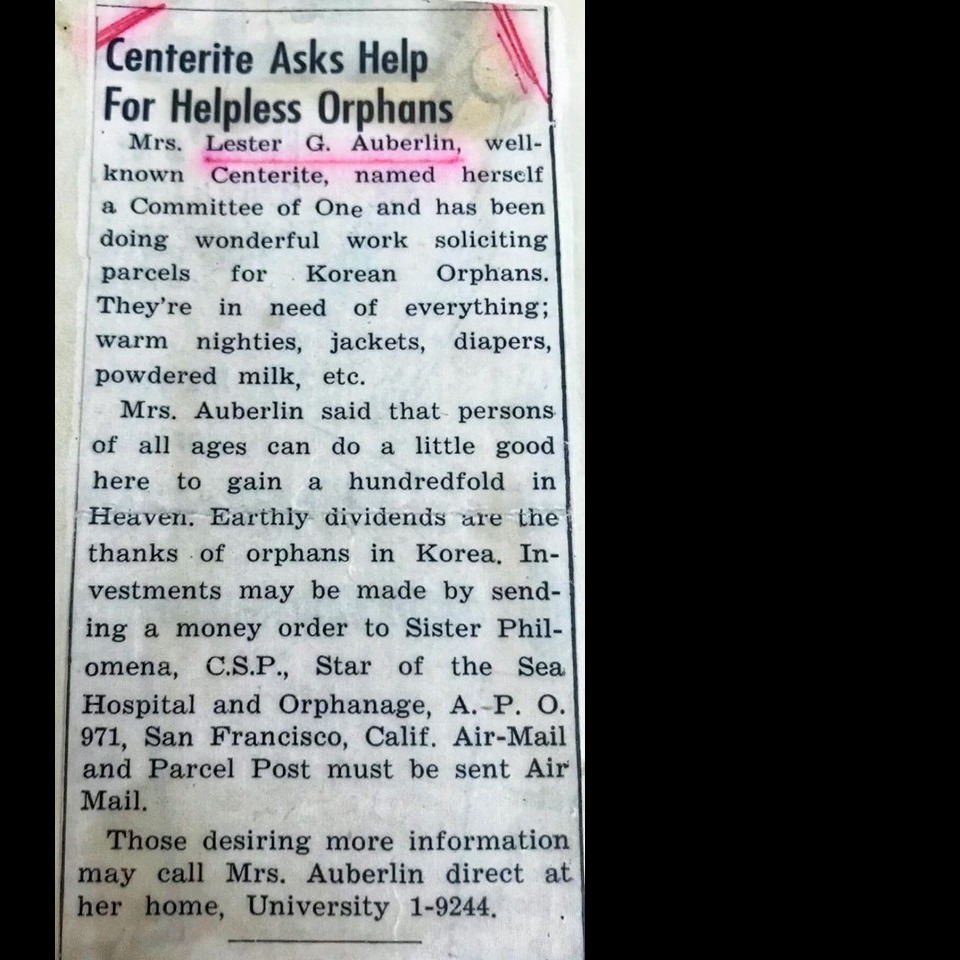 Centerite Asks Help
For Helpless Orphans
Mrs. Lester G. Auberlin, well-
known Centerite, named herself
a Committee of One and has been
doing wonderful work soliciting
parcels for Korean Orphans.
They're in need of everything;
warm nighties, jackets, diapers,
powdered milk, etc.
Mrs. Auberlin said that persons
of all ages can do a little good
here to gain a hundredfold in
Heaven. Earthly dividends are the
thanks of orphans in Korea. In-
vestments may be made by send-
ing a money order to Sister Phil-
omena, C.S.P., Star of the Sea
Hospital and Orphanage, A. P. O.
971, San Francisco, Calif. Air-Mail
and Parcel Post must be sent Air
Mail.
Those desiring more information
may call Mrs. Auberlin direct at
her home, University 1-9244.